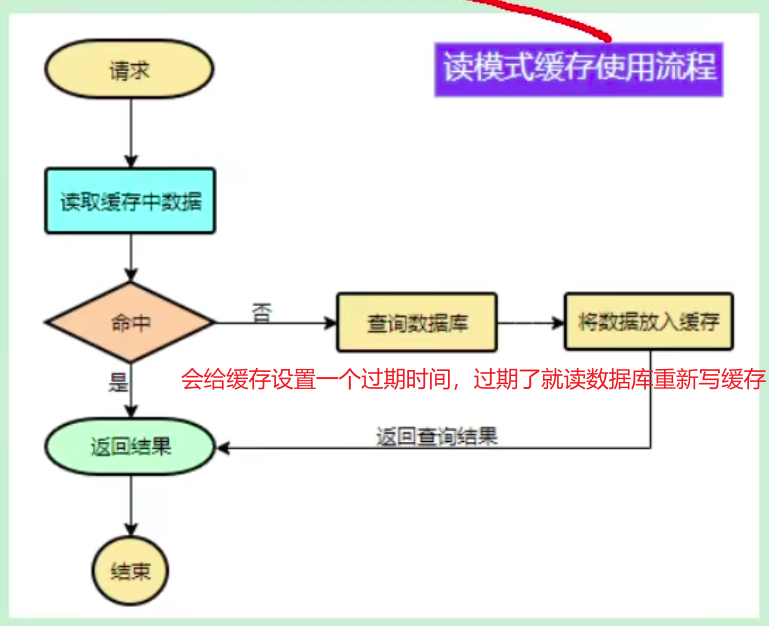 读模式缓存使用流程
请求
读取缓存中数据
命中
否
查询数据库
将数据放入缓存
是
会给缓存设置一个过期时间，过期了就读数据库重新写缓存
返回查询结果
返回结果
结束